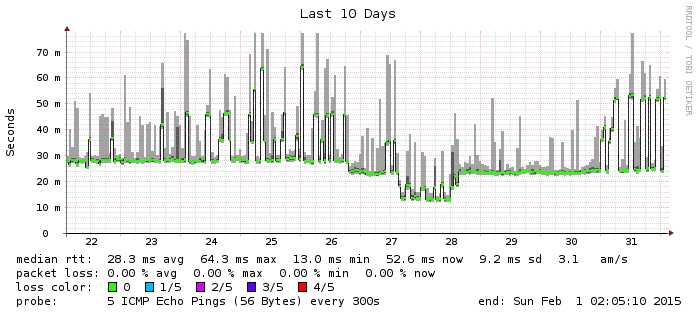 Last 10 Days
RRDTOOL / TOBI OETIKER
Seconds
70 m
60 m
50 m
40 m
30 m
20 m
10 m
0
22 23 24 25 26 27 28 29 30 31
median rtt: 28.3 ms avg 64.3 ms max 13.0 ms min 52.6 ms now 9.2 ms sd 3.1 am/s
packet loss: 0.00 % avg 0.00 % max 0.00 % min 0.00 % now
loss color: 0 1/5 2/5 3/5 4/5
probe: 5 ICMP Echo Pings (56 Bytes) every 300s end: Sun Feb 1 02:05:10 2015